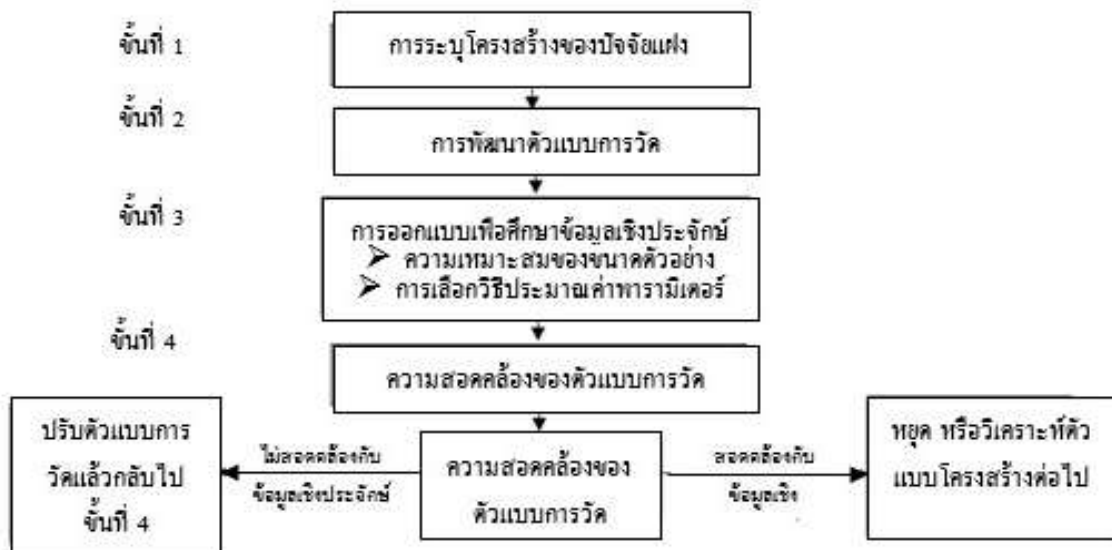 ขั้นที่ 1
การระบุโครงสร้างของปัจจัยแฝง
ขั้นที่ 2
การพัฒนาตัวแบบการวัด
ขั้นที่ 3
การออกแบบเพื่อศึกษาข้อมูลเชิงประจักษ์
➢ ความเหมาะสมของขนาดตัวอย่าง
➢ การเลือกวิธีประมาณค่าพารามิเตอร์
ขั้นที่ 4
ความสอดคล้องของตัวแบบการวัด
ปรับตัวแบบการ
วัดแล้วกลับไป
ขั้นที่ 4
ไม่สอดคล้องกับ
ข้อมูลเชิงประจักษ์
ความสอดคล้องของ
ตัวแบบการวัด
สอดคล้องกับ
ข้อมูลเชิง
หยุด หรือวิเคราะห์ตัว
แบบโครงสร้างต่อไป